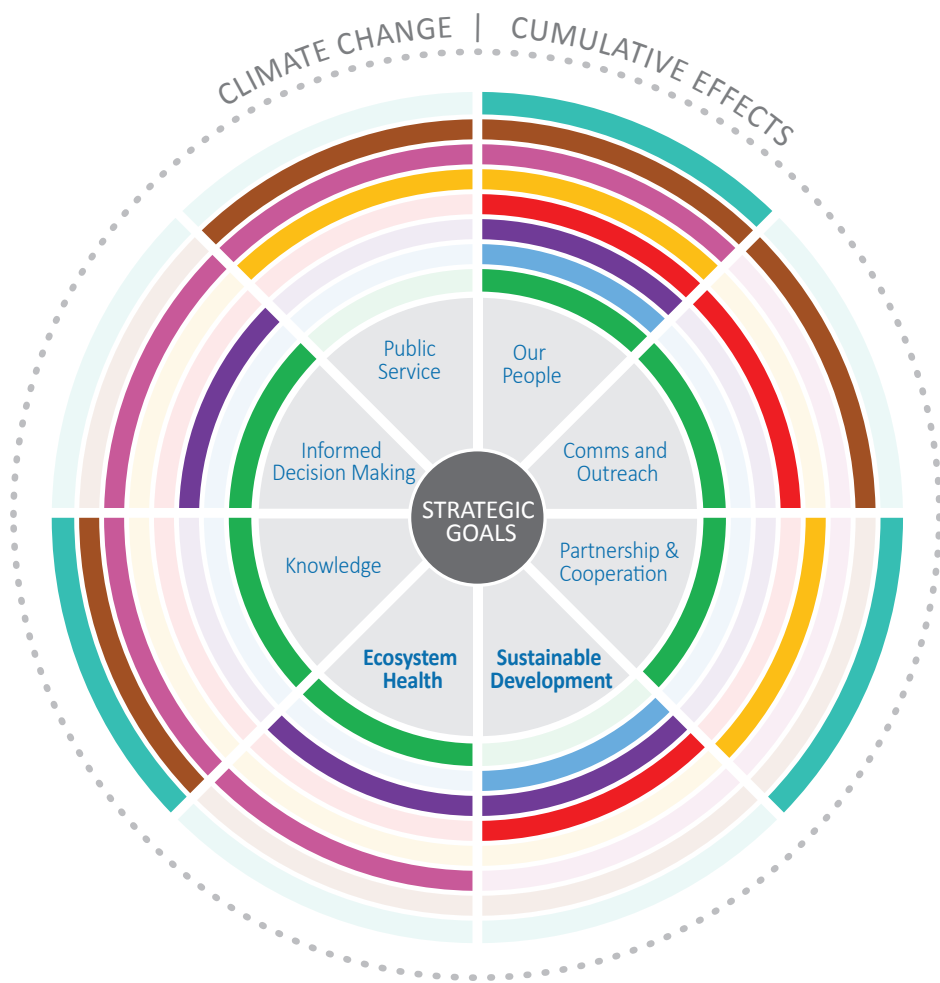 CLIMATE CHANGE | CUMULATIVE EFFECTS
Public
Service
Our
People
Informed
Decision Making
Comms and
Outreach
STRATEGIC
GOALS
Knowledge
Partnership &
Cooperation
Ecosystem
Health
Sustainable
Development